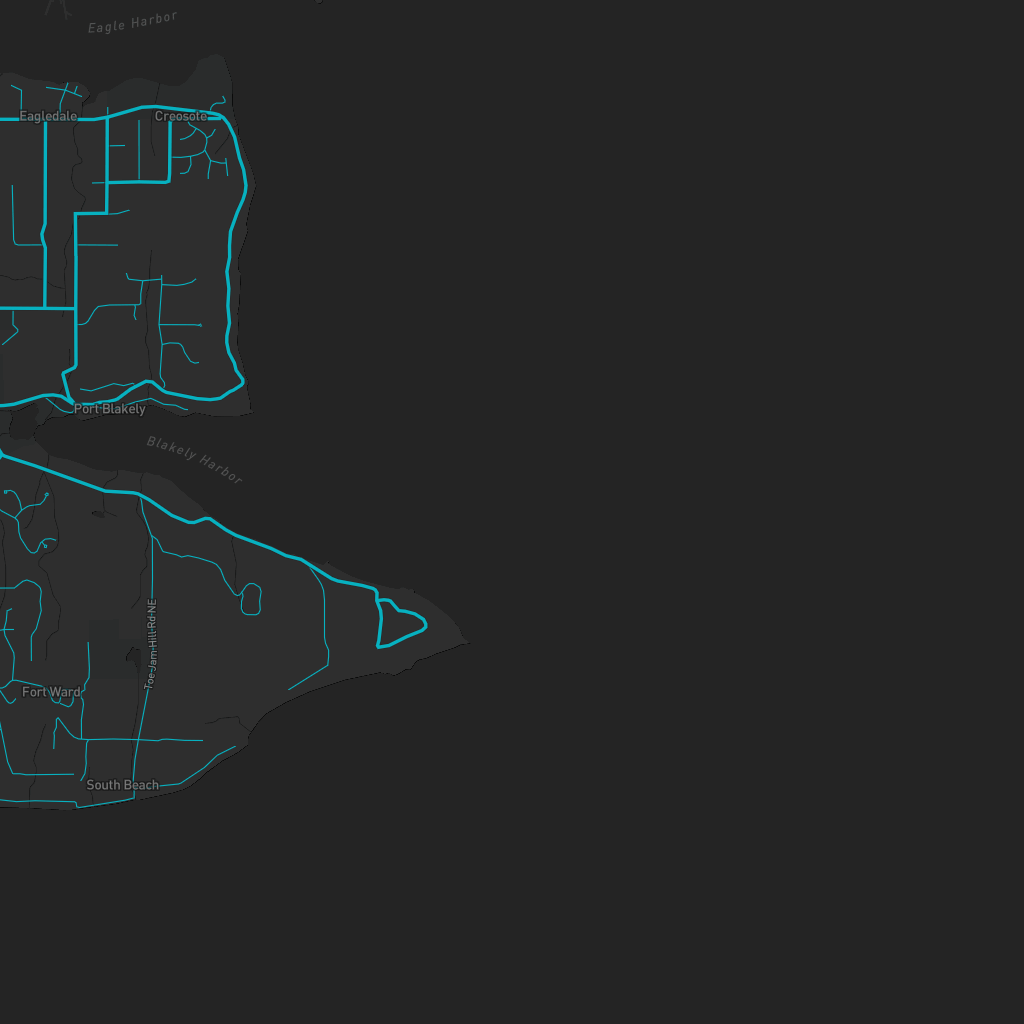 Eagle Harbor
Eagledale
Creosote
Port Blakely
Blakely Harbor
Toe Jam Hill Rd NE
Fort Ward
South Beach